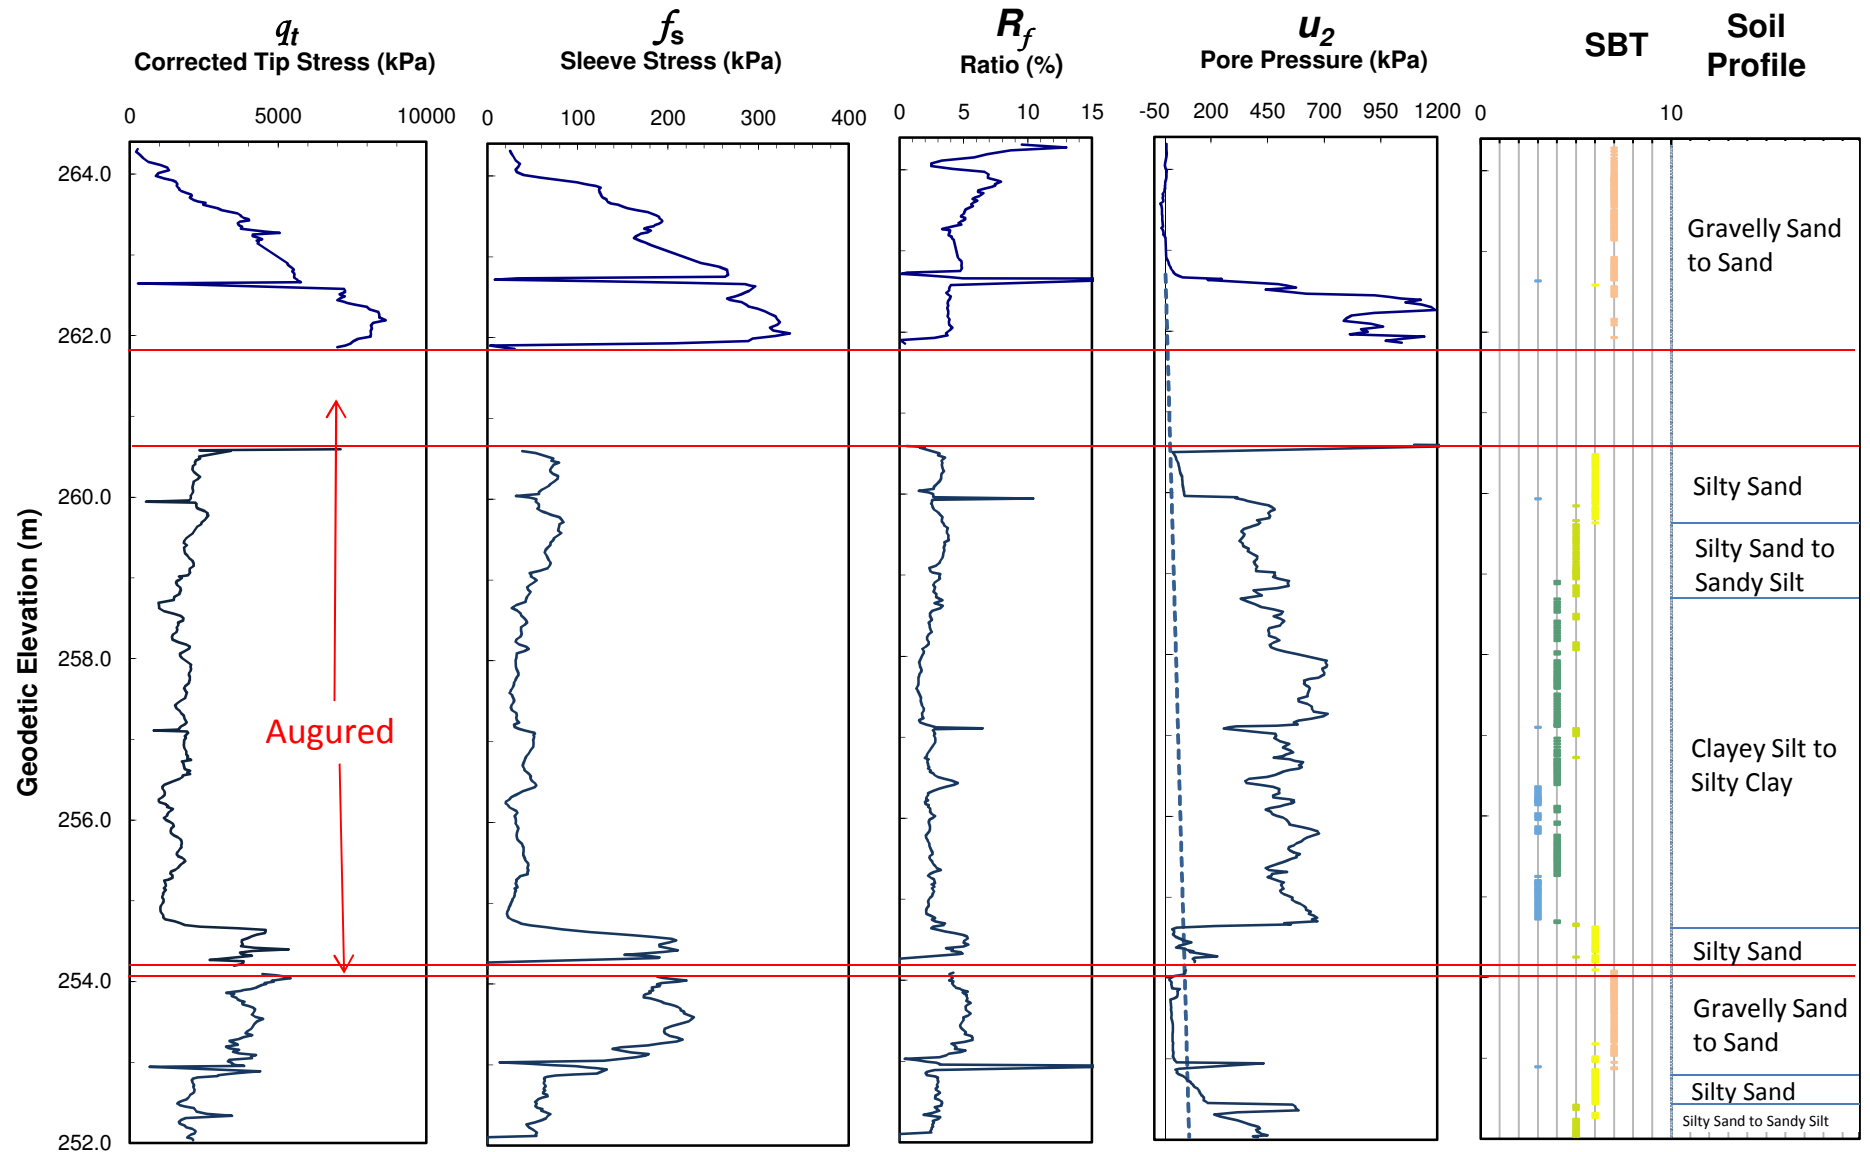 qt
Corrected Tip Stress (kPa)
fs
Sleeve Stress (kPa)
Rf
Ratio (%)
u2
Pore Pressure (kPa)
SBT
Soil
Profile
0 5000 10000
0 100 200 300 400
0 5 10 15
-50 200 450 700 950 1200
0 10
Geodetic Elevation (m)
264.0
262.0
260.0
258.0
256.0
254.0
252.0
Augured
Gravelly Sand
to Sand
Silty Sand
Silty Sand to
Sandy Silt
Clayey Silt to
Silty Clay
Silty Sand
Gravelly Sand
to Sand
Silty Sand
Silty Sand to Sandy Silt